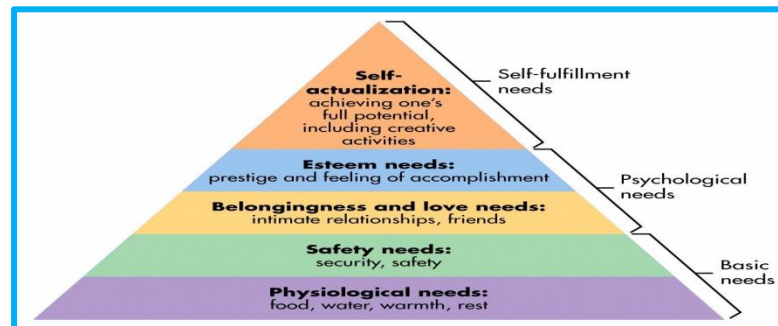 Self-
actualization:
achieving one's
full potential,
including creative
activities
Esteem needs:
prestige and feeling of accomplishment
Belongingness and love needs:
intimate relationships, friends
Safety needs:
security, safety
Physiological needs:
food, water, warmth, rest
Self-fulfillment
needs
Psychological
needs
Basic
needs